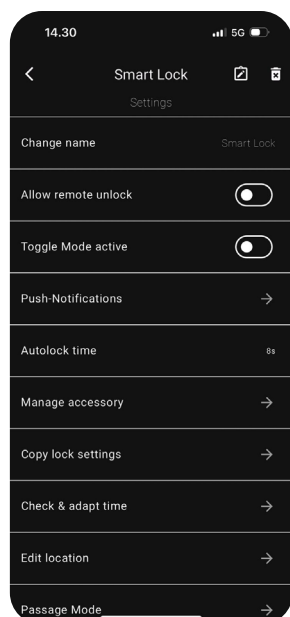 14.30
5G
Smart Lock
Settings
Change name Smart Lock
Allow remote unlock
Toggle Mode active
Push-Notifications
Autolock time 8s
Manage accessory
Copy lock settings
Check & adapt time
Edit location
Passage Mode